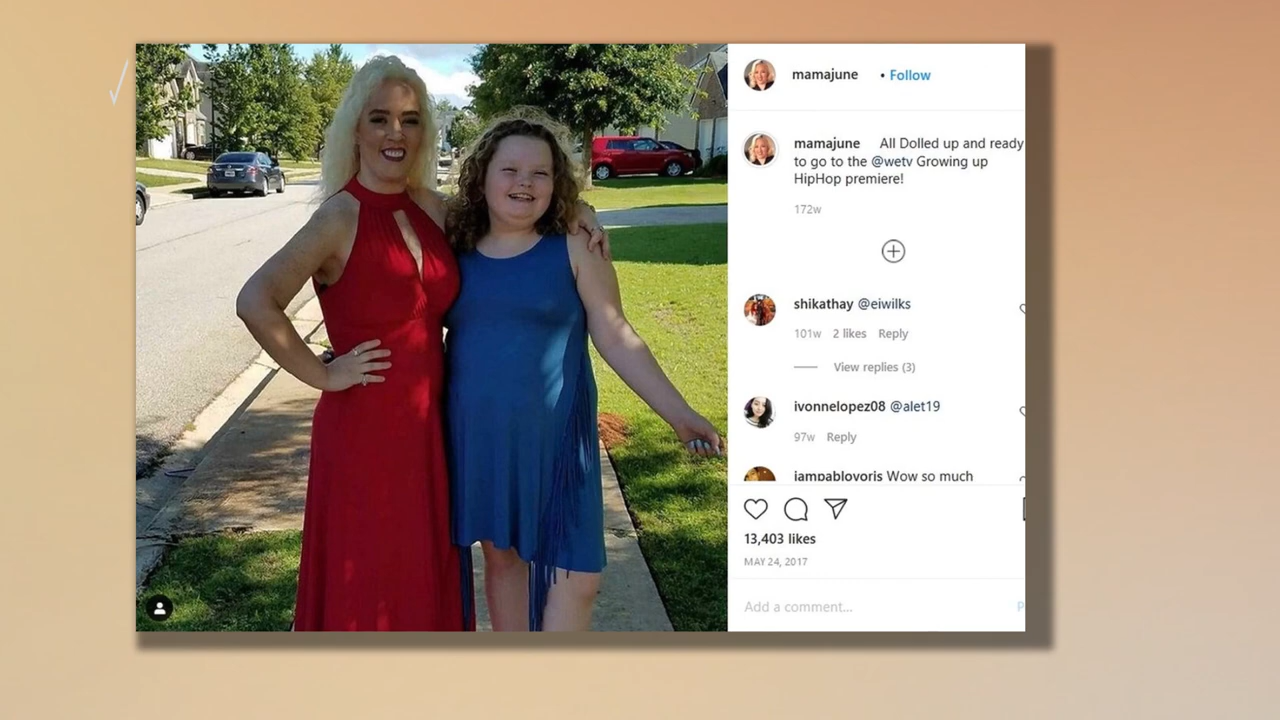 mamajune • Follow
mamajune All Dolled up and ready
to go to the @wetv Growing up
HipHop premiere!
172w
shikathay @eiwilks
101w 2 likes Reply
View replies (3)
ivonnelopez08 @alet19
97w Reply
iampablovoris Wow so much
13,403 likes
MAY 24, 2017
Add a comment... P